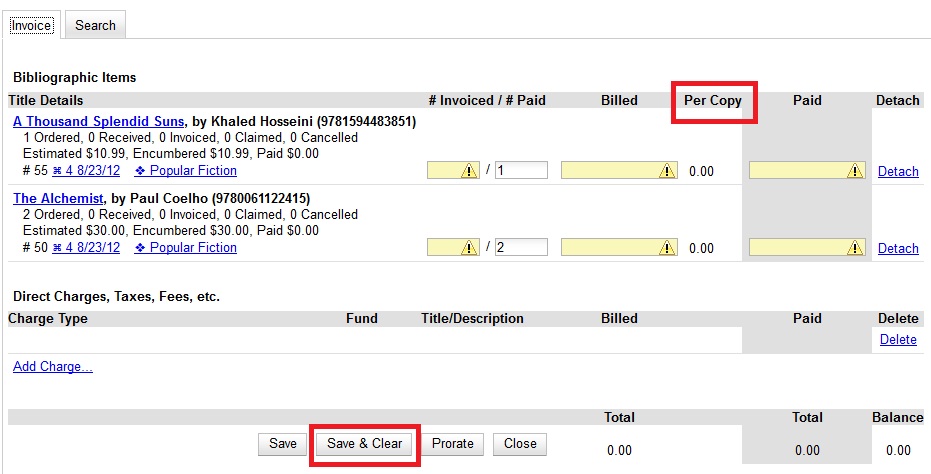 Invoice Search
Bibliographic Items
Title Details # Invoiced / # Paid Billed Per Copy Paid Detach
A Thousand Splendid Suns, by Khaled Hosseini (9781594483851)
1 Ordered, 0 Received, 0 Invoiced, 0 Claimed, 0 Cancelled
Estimated $10.99, Encumbered $10.99, Paid $0.00
# 55 ⌘ 4 8/23/12 ❖ Popular Fiction / 1 0.00 Detach
The Alchemist, by Paul Coelho (9780061122415)
2 Ordered, 0 Received, 0 Invoiced, 0 Claimed, 0 Cancelled
Estimated $30.00, Encumbered $30.00, Paid $0.00
# 50 ⌘ 4 8/23/12 ❖ Popular Fiction / 2 0.00 Detach
Direct Charges, Taxes, Fees, etc.
Charge Type Fund Title/Description Billed Paid Delete
Delete
Add Charge...
Total Total Balance
Save Save & Clear Prorate Close 0.00 0.00 0.00